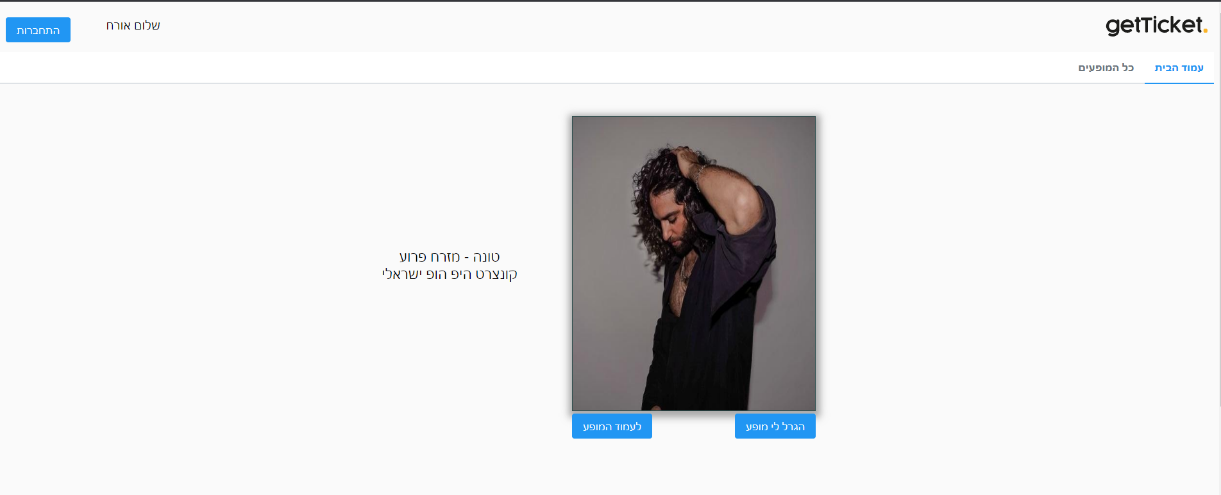 getTicket.
שלום אורח
התחברות
עמוד הבית
כל המופעים
טונה - מזרח פרוע
קונצרט היפ הופ ישראלי
הגרל לי מופע
לעמוד המופע